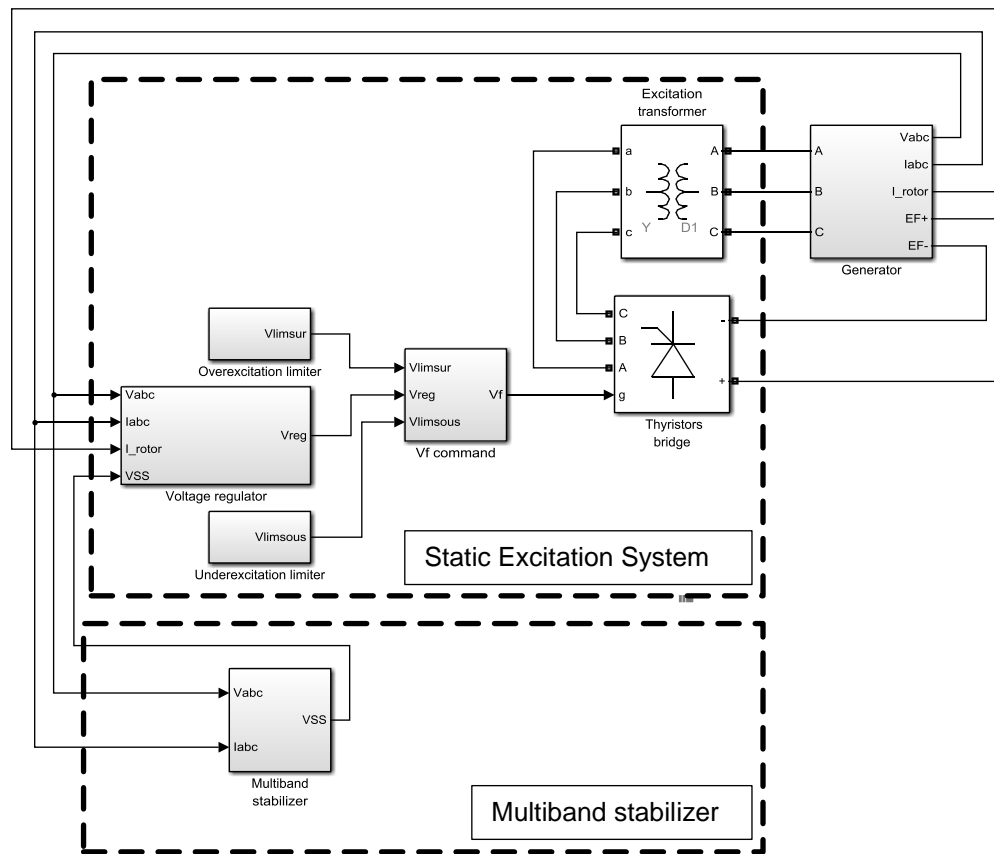 Excitation
transformer
a
A
b
B
c
C
Y
D1
A
B
C
Vabc
Iabc
I_rotor
EF+
EF-
Generator
C
B
A
g
-
+
Thyristors
bridge
Vlimsur
Overexcitation limiter
Vlimsur
Vreg
Vlimsous
Vf
Vf command
Vabc
Iabc
I_rotor
VSS
Vreg
Voltage regulator
Vlimsous
Underexcitation limiter
Static Excitation System
Vabc
Iabc
VSS
Multiband
stabilizer
Multiband stabilizer